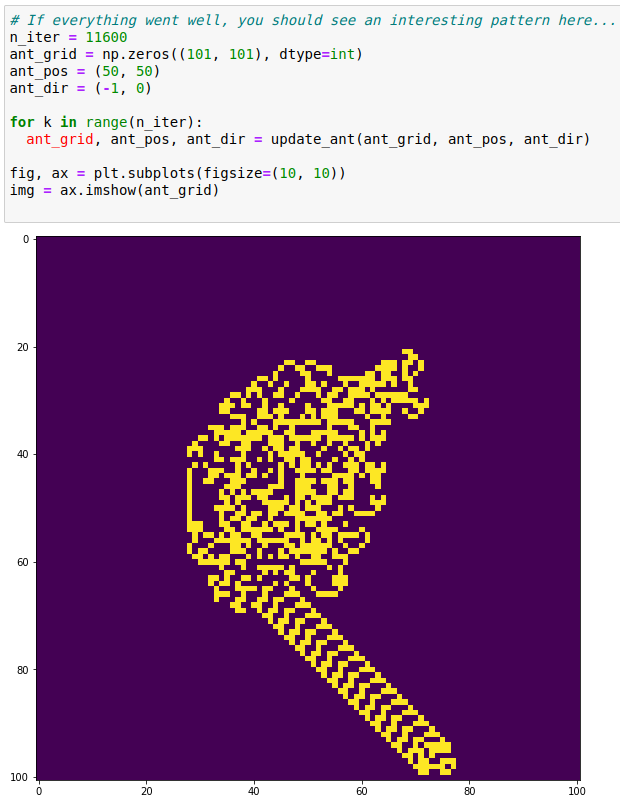 # If everything went well, you should see an interesting pattern here...
n_iter = 11600
ant_grid = np.zeros((101, 101), dtype=int)
ant_pos = (50, 50)
ant_dir = (-1, 0)
for k in range(n_iter):
  ant_grid, ant_pos, ant_dir = update_ant(ant_grid, ant_pos, ant_dir)
fig, ax = plt.subplots(figsize=(10, 10))
img = ax.imshow(ant_grid)
0
20
40
60
80
100
0 20 40 60 80 100